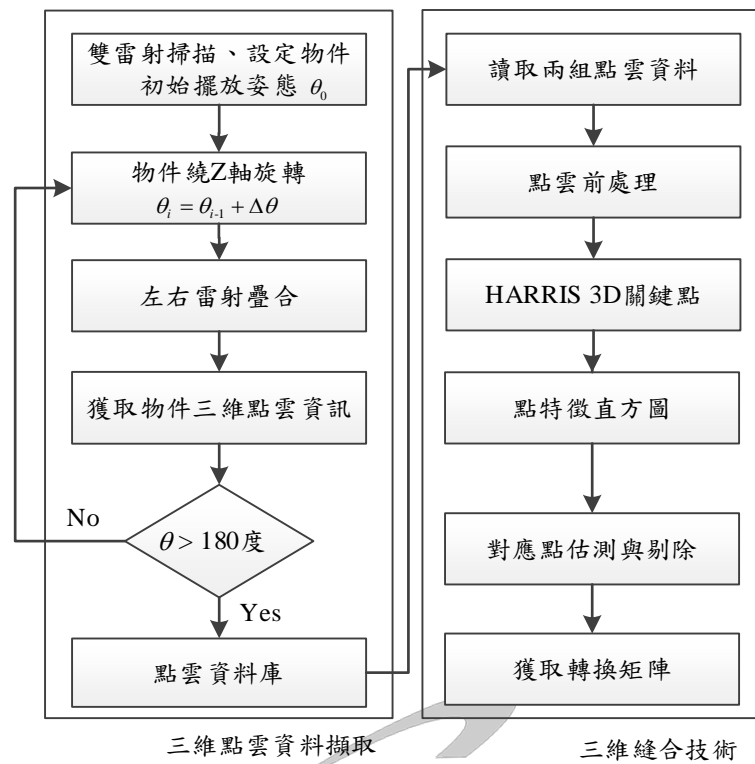 雙雷射掃描、設定物件
初始擺放姿態 θ₀
物件繞Z軸旋轉
θᵢ = θᵢ₋₁ + Δθ
左右雷射疊合
獲取物件三維點雲資訊
No
θ > 180度
Yes
點雲資料庫
三維點雲資料擷取
讀取兩組點雲資料
點雲前處理
HARRIS 3D關鍵點
點特徵直方圖
對應點估測與剔除
獲取轉換矩陣
三維縫合技術